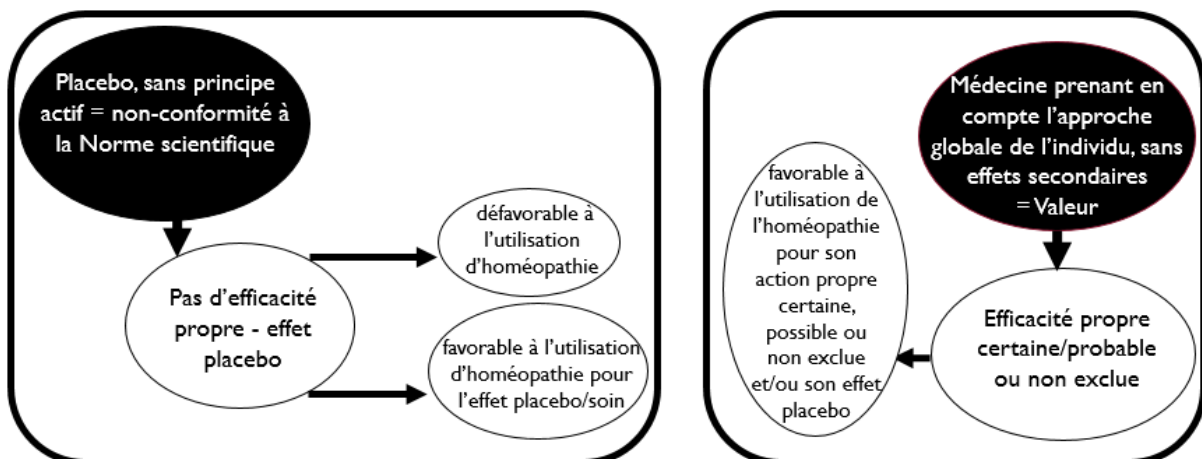 Placebo, sans principe
actif = non-conformité à
la Norme scientifique
Pas d'efficacité
propre - effet
placebo
défavorable à
l'utilisation
d'homéopathie
favorable à l'utilisation
d'homéopathie pour
l'effet placebo/soin
Médecine prenant en
compte l'approche
globale de l'individu, sans
effets secondaires
= Valeur
Efficacité propre
certaine/probable
ou non exclue
favorable à
l'utilisation de
l'homéopathie
pour son
action propre
certaine,
possible ou
non exclue
et/ou son effet
placebo